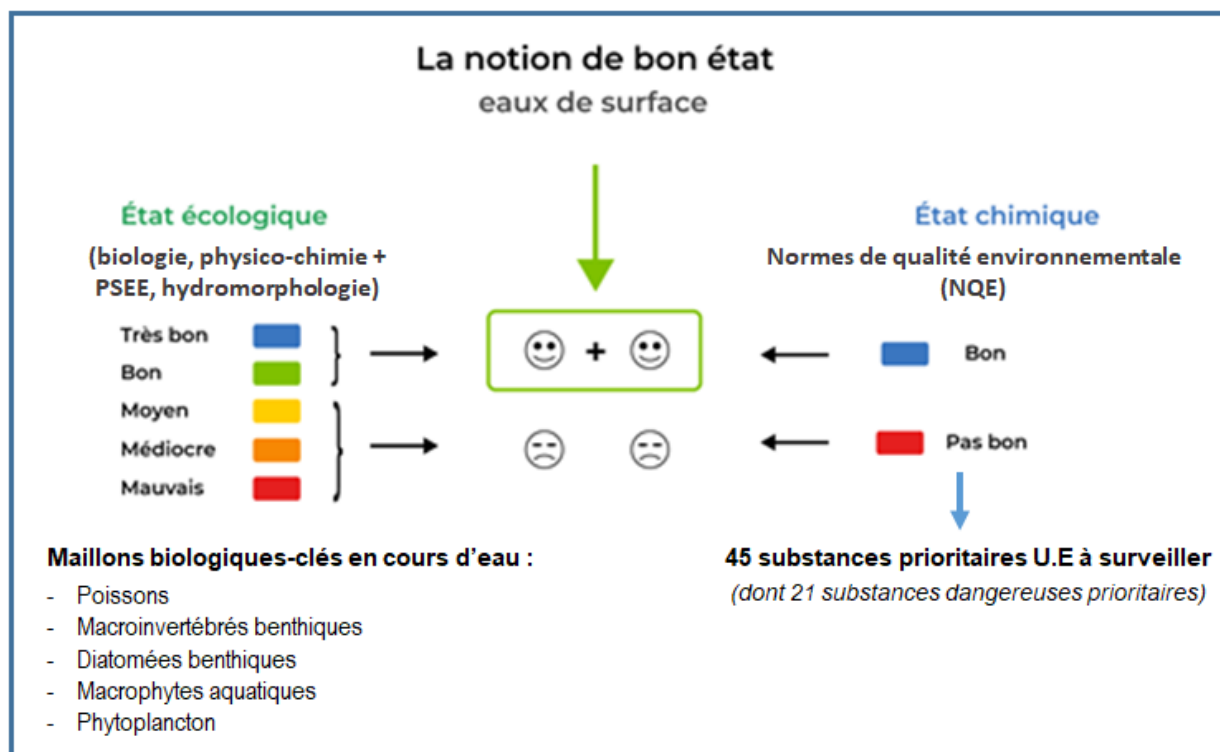 La notion de bon état
eaux de surface
État écologique
(biologie, physico-chimie +
PSEE, hydromorphologie)
Très bon
Bon
Moyen
Médiocre
Mauvais
+
État chimique
Normes de qualité environnementale
(NQE)
Bon
Pas bon
Maillons biologiques-clés en cours d'eau :
- Poissons
- Macroinvertébrés benthiques
- Diatomées benthiques
- Macrophytes aquatiques
- Phytoplancton
45 substances prioritaires U.E à surveiller
(dont 21 substances dangereuses prioritaires)